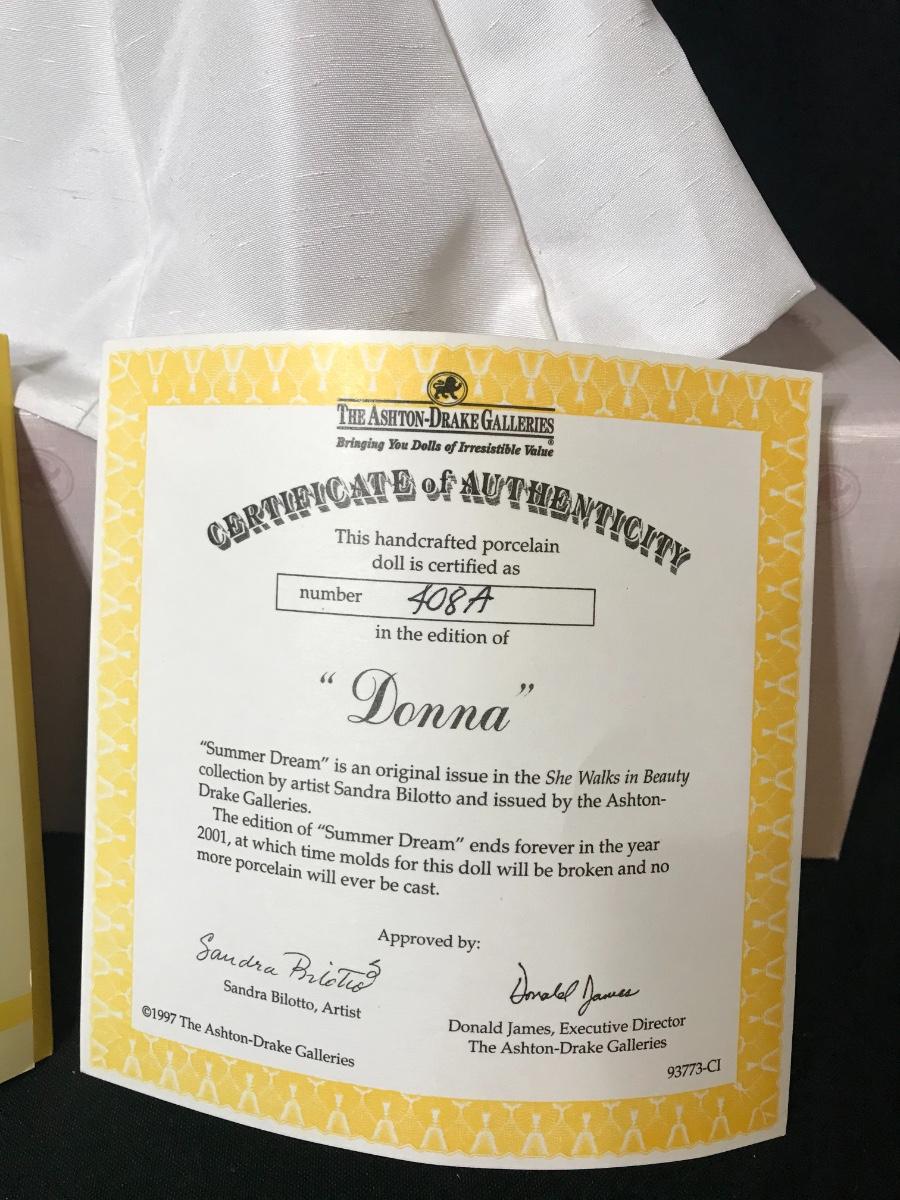 THE ASHTON-DRAKE GALLERIES®
Bringing You Dolls of Irresistible Value
CERTIFICATE of AUTHENTICITY
This handcrafted porcelain
doll is certified as
number 408A
in the edition of
“Donna”
“Summer Dream” is an original issue in the She Walks in Beauty
collection by artist Sandra Bilotto and issued by the Ashton-
Drake Galleries.
The edition of “Summer Dream” ends forever in the year
2001, at which time molds for this doll will be broken and no
more porcelain will ever be cast.
Approved by:
Sandra Bilotto
Sandra Bilotto, Artist
Donald James
Donald James, Executive Director
The Ashton-Drake Galleries
©1997 The Ashton-Drake Galleries
93773-CI